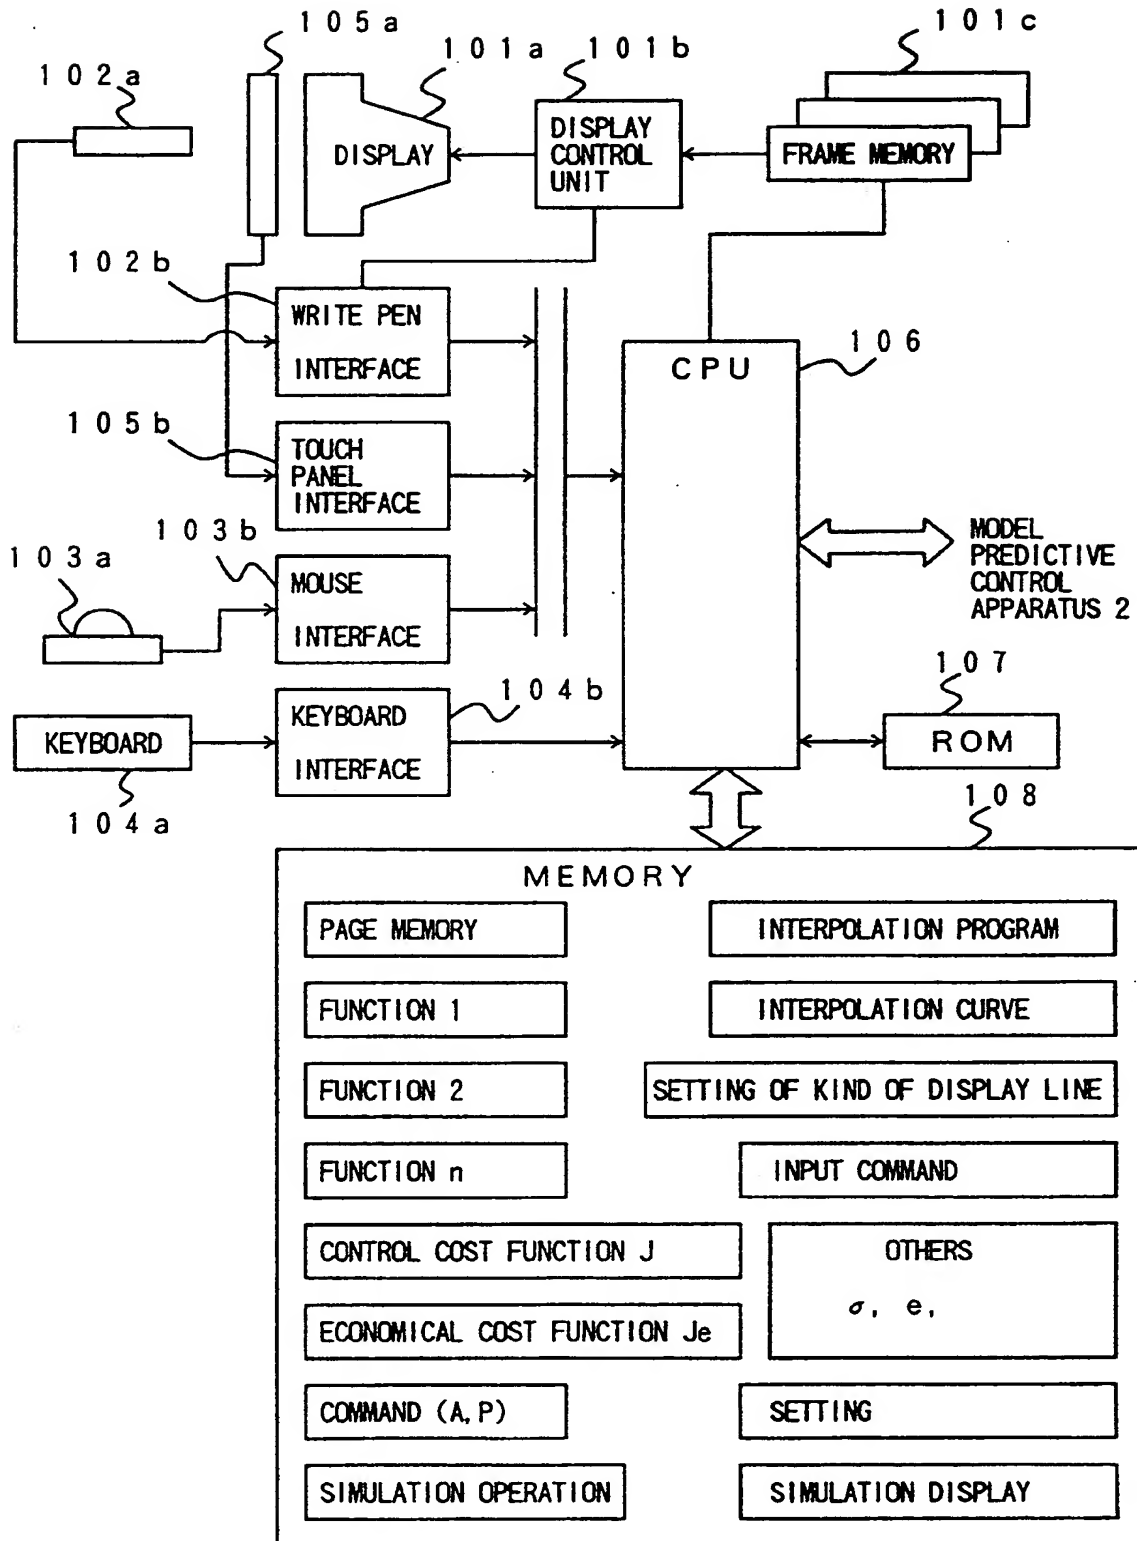 105a
101a
101b
101c
102a
DISPLAY
DISPLAY
CONTROL
UNIT
FRAME MEMORY
102b
WRITE PEN
INTERFACE
106
CPU
105b
TOUCH
PANEL
INTERFACE
103b
103a
MOUSE
INTERFACE
MODEL
PREDICTIVE
CONTROL
APPARATUS 2
104b
107
KEYBOARD
KEYBOARD
INTERFACE
ROM
104a
108
MEMORY
PAGE MEMORY
INTERPOLATION PROGRAM
FUNCTION 1
INTERPOLATION CURVE
FUNCTION 2
SETTING OF KIND OF DISPLAY LINE
FUNCTION n
INPUT COMMAND
CONTROL COST FUNCTION J
OTHERS
σ, e,
ECONOMICAL COST FUNCTION Je
COMMAND (A,P)
SETTING
SIMULATION OPERATION
SIMULATION DISPLAY